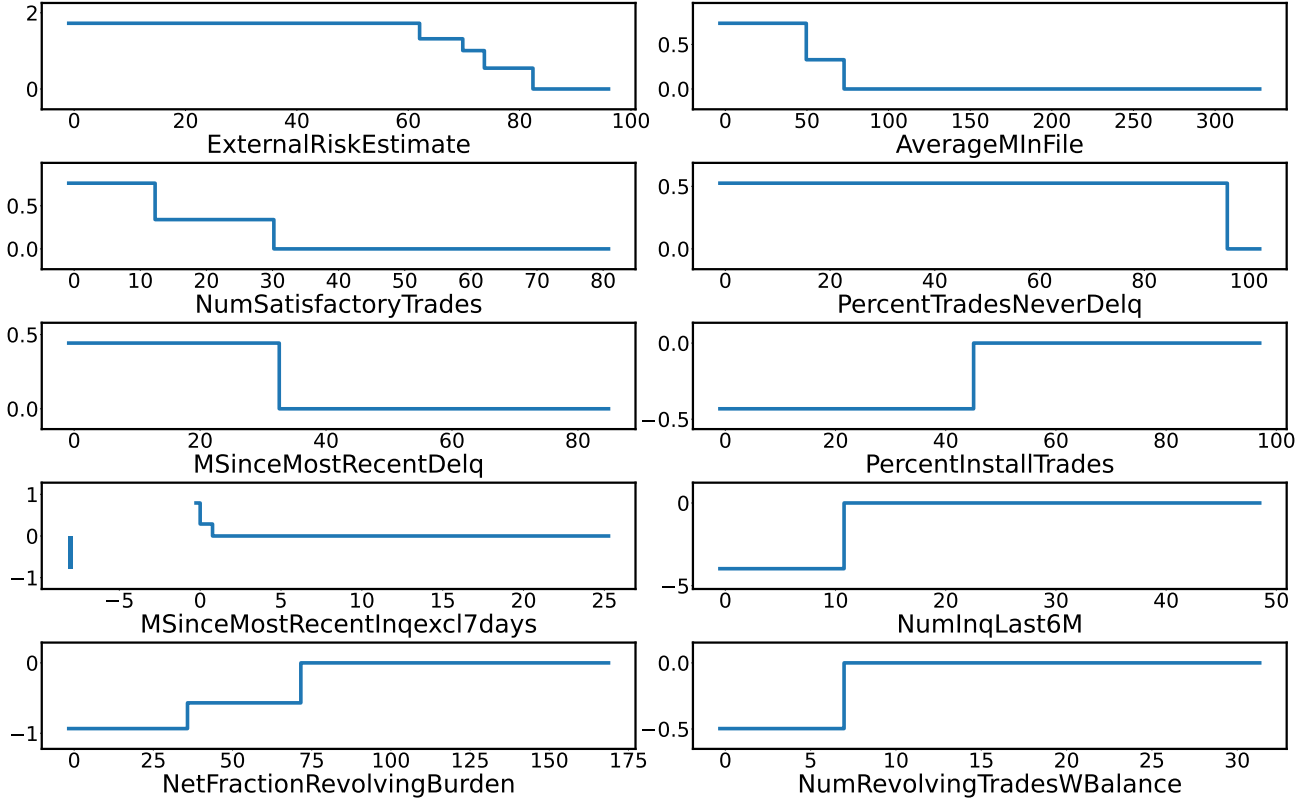 2
0
0 20 40 60 80 100
ExternalRiskEstimate
0.5
0.0
0 50 100 150 200 250 300
AverageMInFile
0.5
0.0
0 10 20 30 40 50 60 70 80
NumSatisfactoryTrades
0.5
0.0
0 20 40 60 80 100
PercentTradesNeverDelq
0.5
0.0
0 20 40 60 80
MSinceMostRecentDelq
0.0
−0.5
0 20 40 60 80 100
PercentInstallTrades
1
0
−1
−5 0 5 10 15 20 25
MSinceMostRecentInqexcl7days
0
−5
0 10 20 30 40 50
NumInqLast6M
0
−1
0 25 50 75 100 125 150 175
NetFractionRevolvingBurden
0.0
−0.5
0 5 10 15 20 25 30
NumRevolvingTradesWBalance